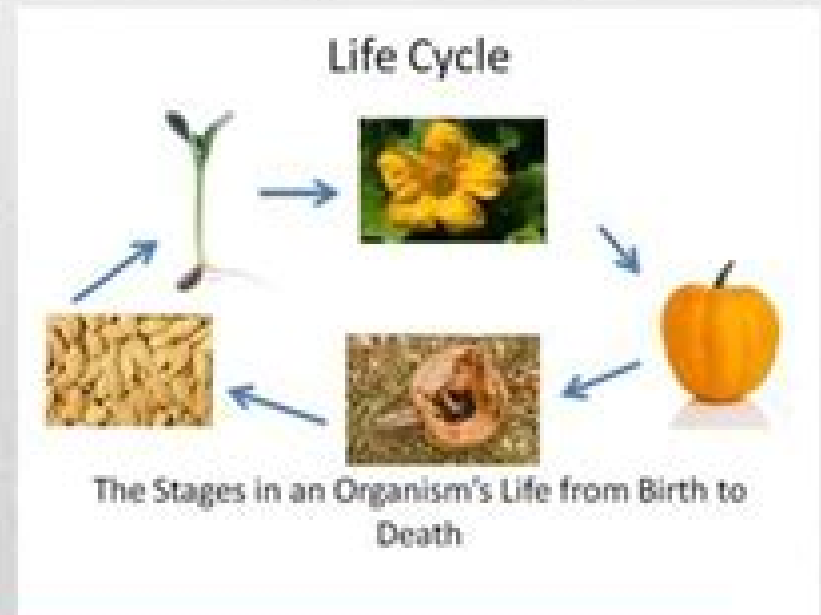 Life Cycle
The Stages in an Organism's Life from Birth to
Death